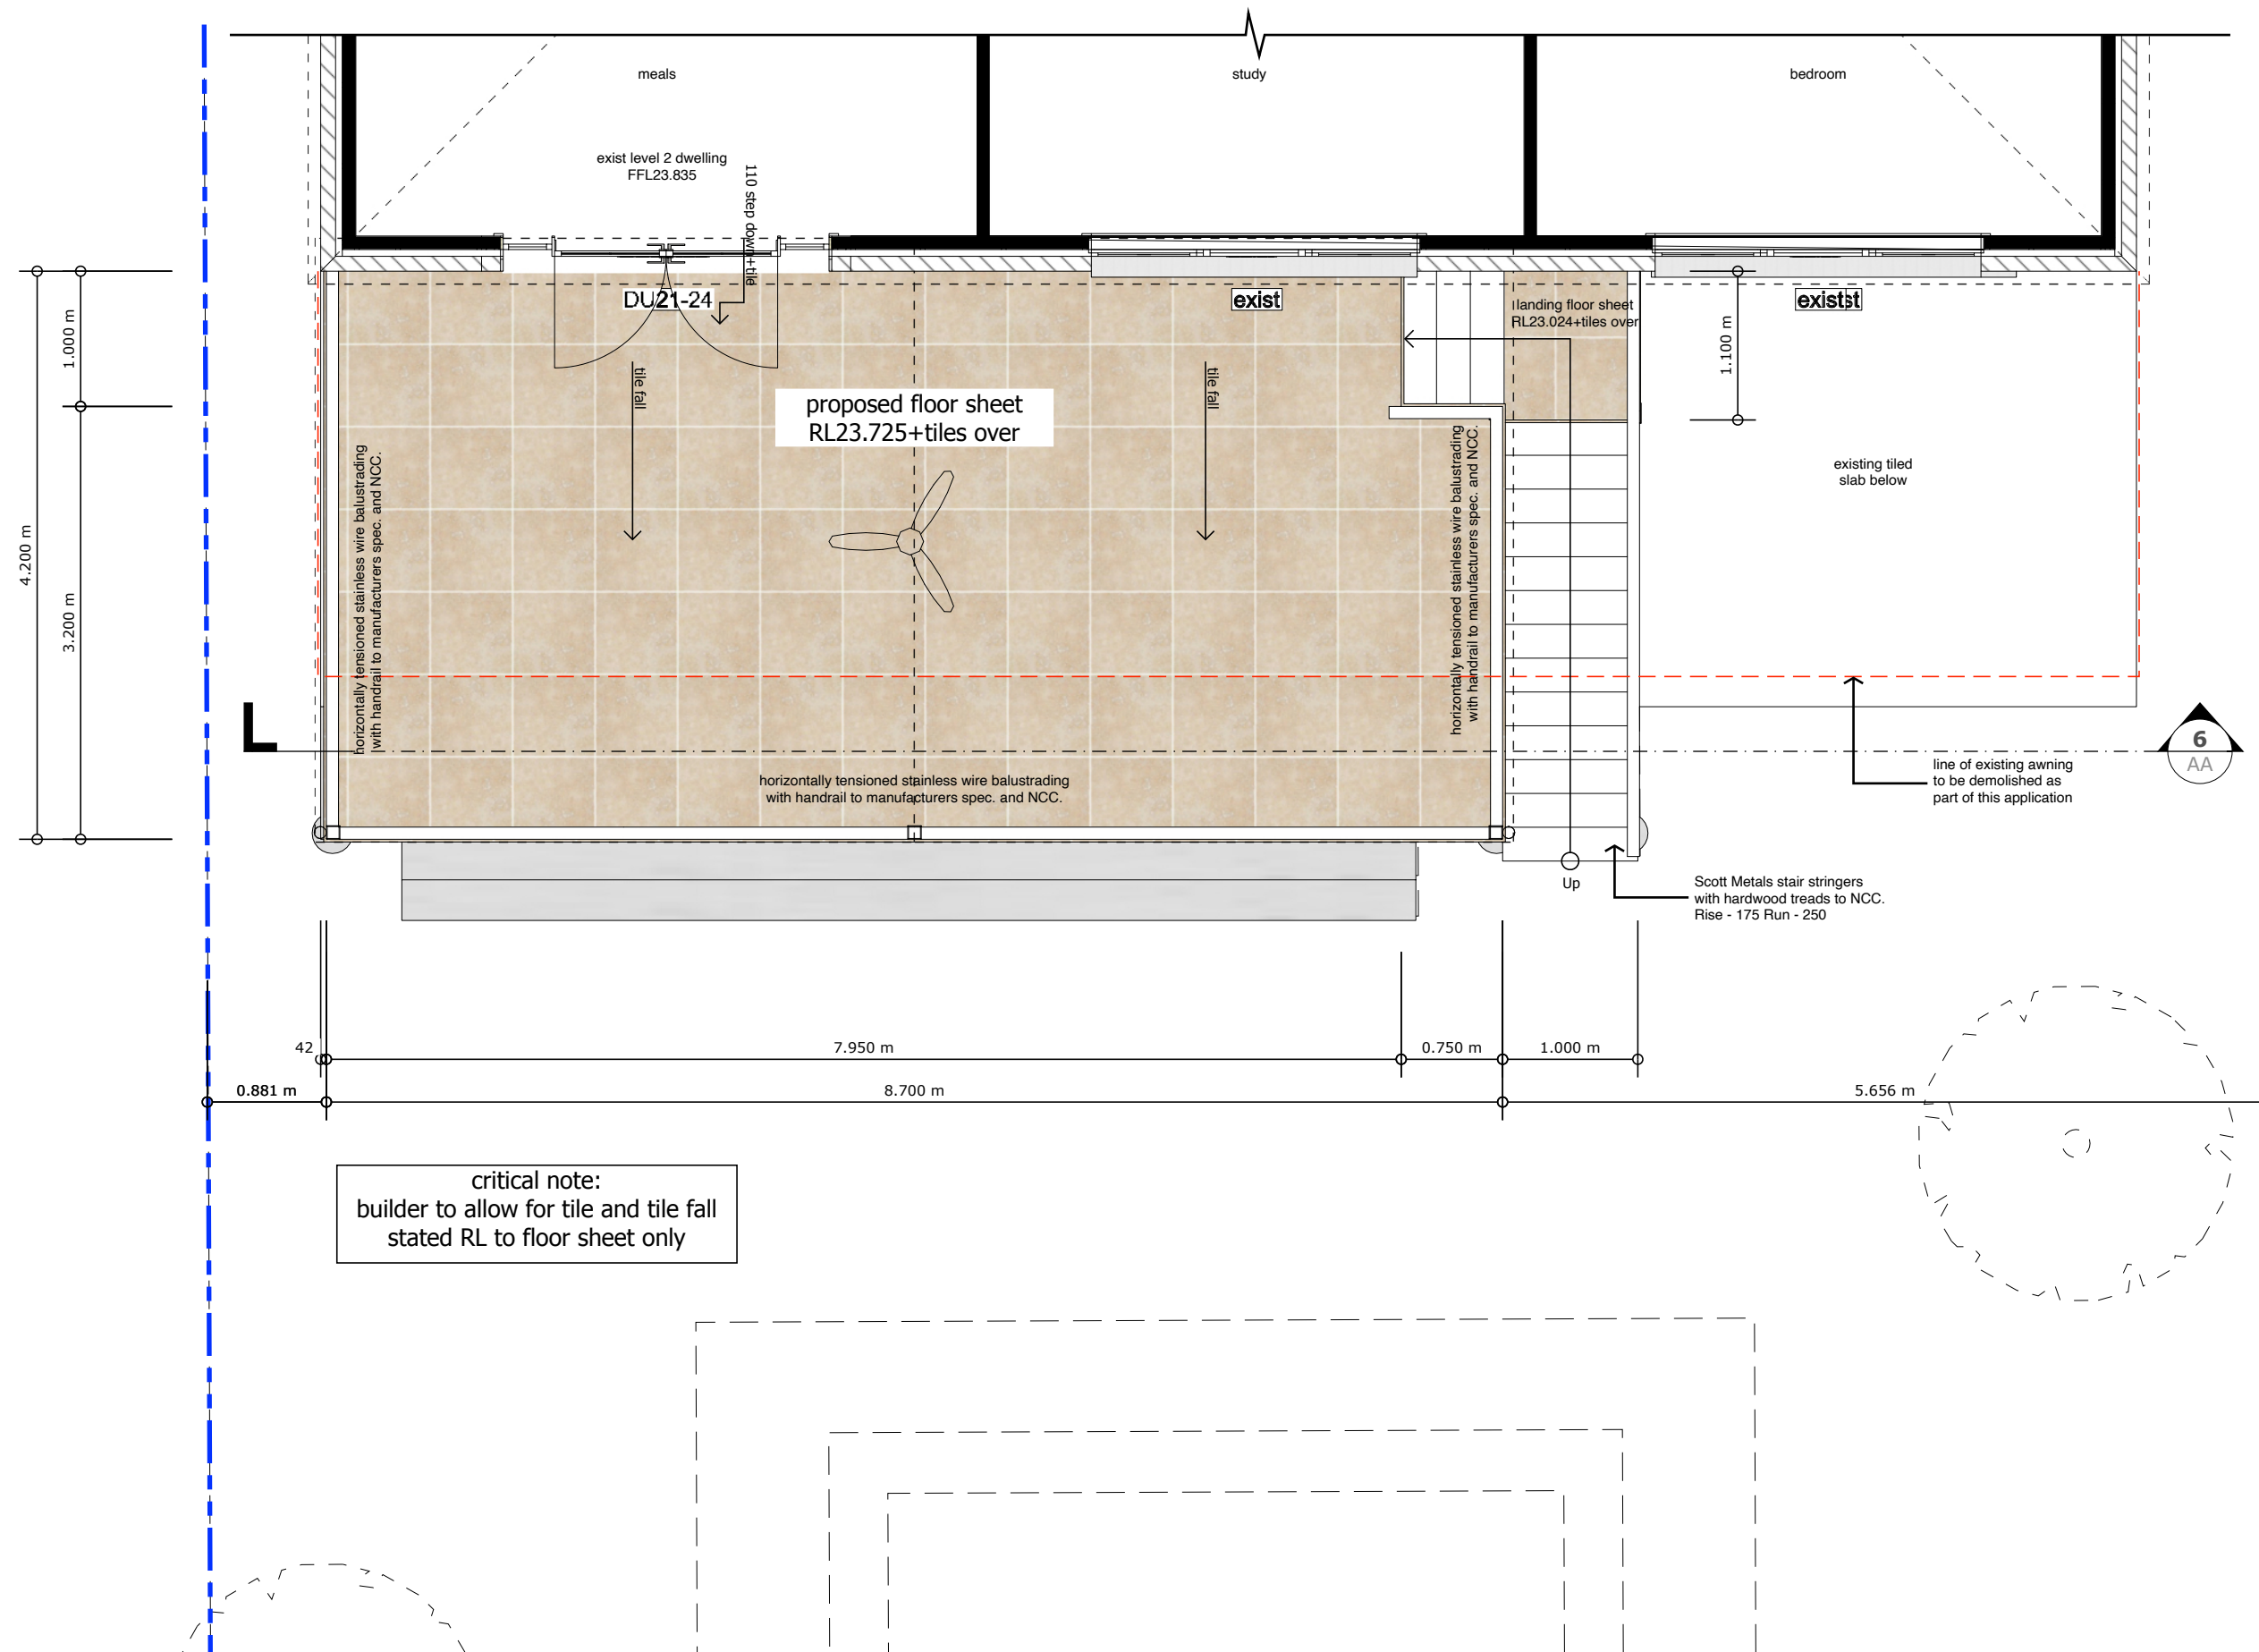 meals
study
bedroom
exist level 2 dwelling
FFL23.835
110 step down+tile
DU21-24
exist
landing floor sheet
RL23.024+tiles over
1.000 m
1.100 m
tile fall
tile fall
proposed floor sheet
RL23.725+tiles over
existing tiled
slab below
4.200 m
3.200 m
horizontally tensioned stainless wire balustrading
with handrail to manufacturers spec. and NCC.
horizontally tensioned stainless wire balustrading
with handrail to manufacturers spec. and NCC.
horizontally tensioned stainless wire balustrading
with handrail to manufacturers spec. and NCC.
6
AA
line of existing awning
to be demolished as
part of this application
Up
Scott Metals stair stringers
with hardwood treads to NCC.
Rise - 175 Run - 250
42
7.950 m
0.750 m
1.000 m
0.881 m
8.700 m
5.656 m
critical note:
builder to allow for tile and tile fall
stated RL to floor sheet only